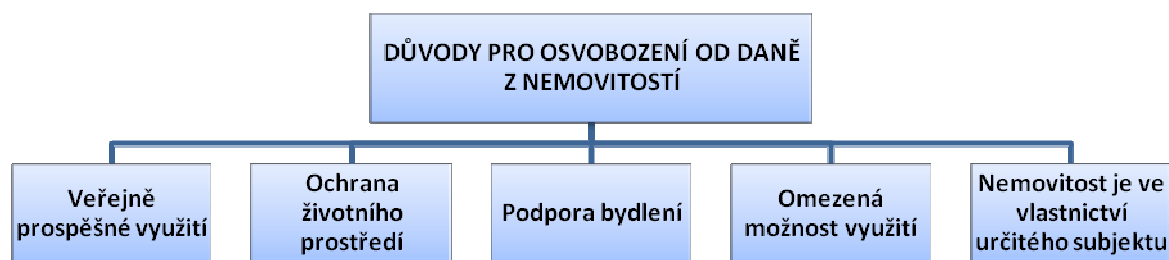 DŮVODY PRO OSVOBOZENÍ OD DANĚ
Z NEMOVITOSTÍ
Veřejně
prospěšné využití
Ochrana
životního
prostředí
Podpora bydlení
Omezená
možnost využití
Nemovitost je ve
vlastnictví
určitého subjektu